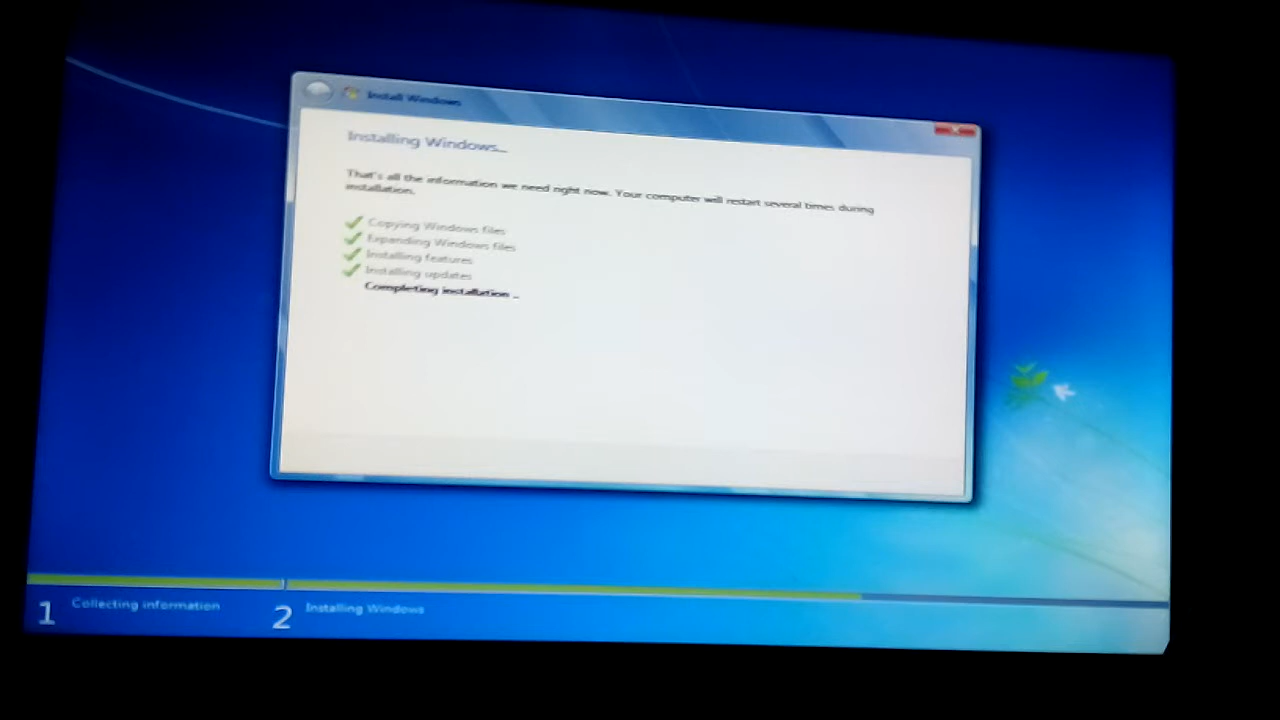 Install Windows
Installing Windows...
That's all the information we need right now. Your computer will restart several times during
installation.
Copying Windows files
Expanding Windows files
Installing features
Installing updates
Completing installation ...
1 Collecting information
2 Installing Windows